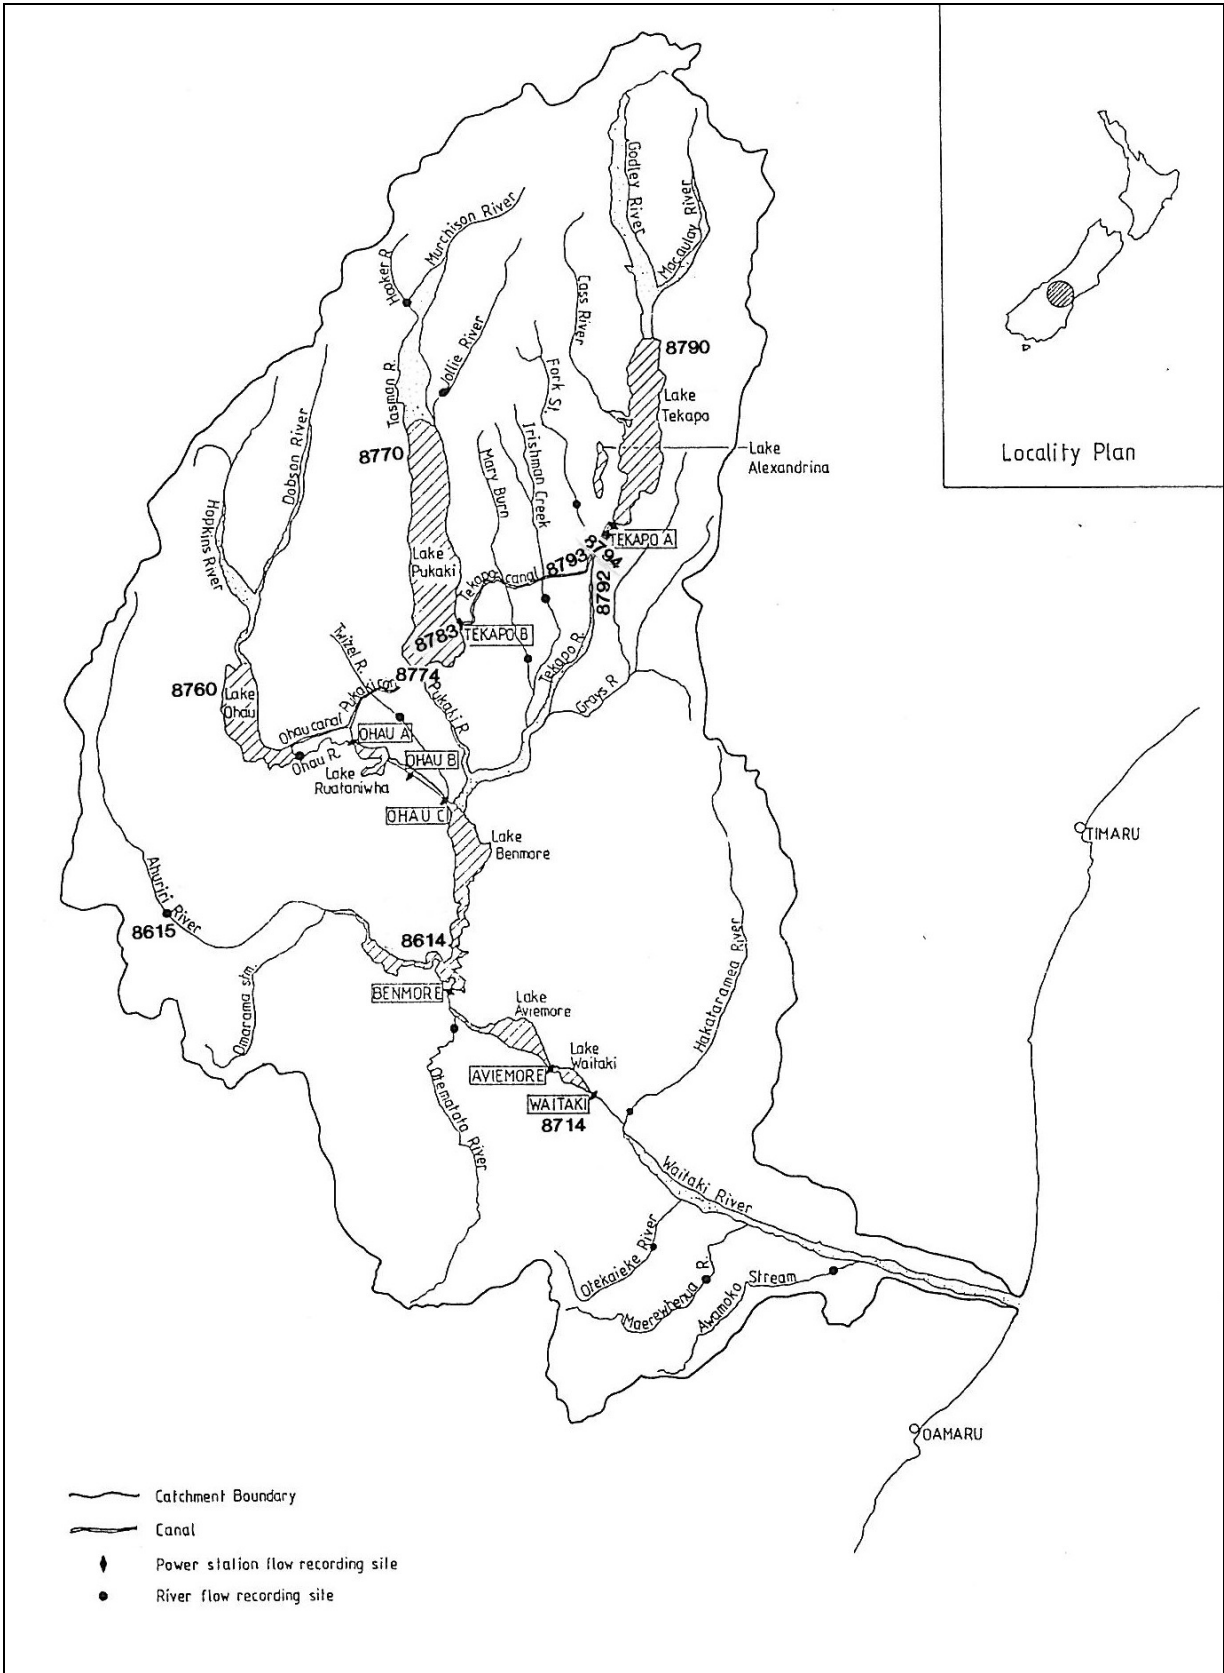 Godley River
Macaulay River
Murchison River
Hooker R
Cass River
Jollie River
8790
Fork St.
Tasman R.
Lake
Tekapo
Locality Plan
Dobson River
8770
Irishman Creek
Mary Burn
Lake
Alexandrina
Hopkins River
TEKAPO A
8794
8793
Lake
Pukaki
Tekapo canal
8792
8783
TEKAPO B
Twizel R.
Tekapo R.
8774
8760
Lake
Ohau
Pukaki can
Pukaki R
Grays R
Ohau canal
OHAU A
Ohau R
OHAU B
Lake
Ruataniwha
OHAU C
Lake
Benmore
TIMARU
Ahuriri River
8615
8614
Hakataramea River
Omarama stm.
BENMORE
Lake
Aviemore
Lake
Waitaki
AVIEMORE
WAITAKI
8714
Otematata River
Waitaki River
Otekaieke River
Maerewhenua R.
Awamoko Stream
OAMARU
Catchment Boundary
Canal
Power station flow recording site
River flow recording site